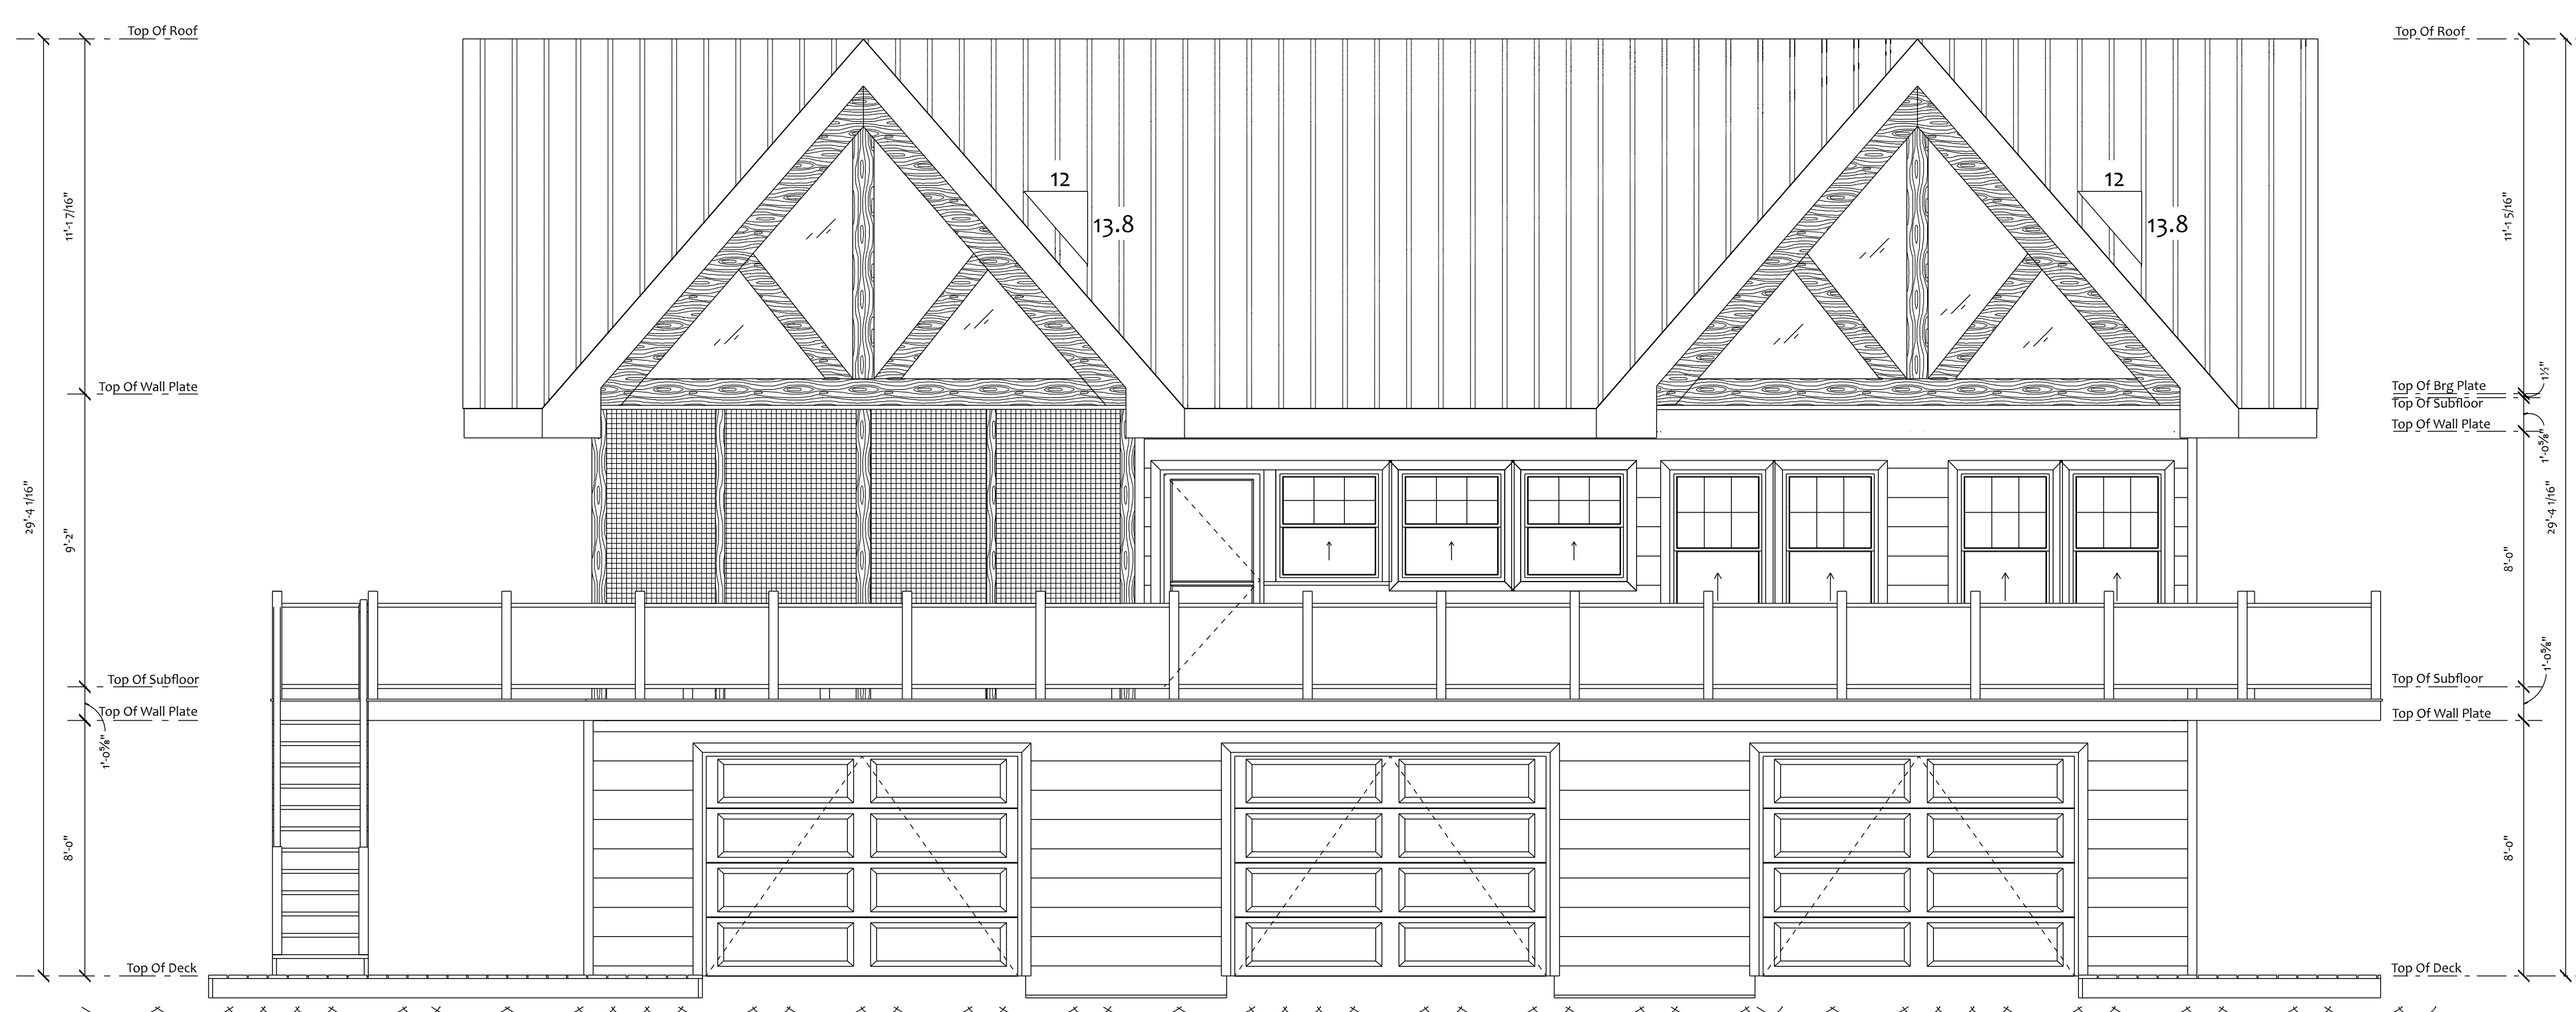 Top Of Roof
Top Of Roof
12
13.8
12
13.8
11'-1 7/16"
11'-1 5/16"
Top Of Wall Plate
Top Of Brg Plate
1½"
Top Of Subfloor
Top Of Wall Plate
1'-0⅝"
29'-4 1/16"
29'-4 1/16"
9'-2"
8'-0"
Top Of Subfloor
Top Of Subfloor
1'-0⅝"
Top Of Wall Plate
Top Of Wall Plate
1'-0⅝"
8'-0"
8'-0"
Top Of Deck
Top Of Deck